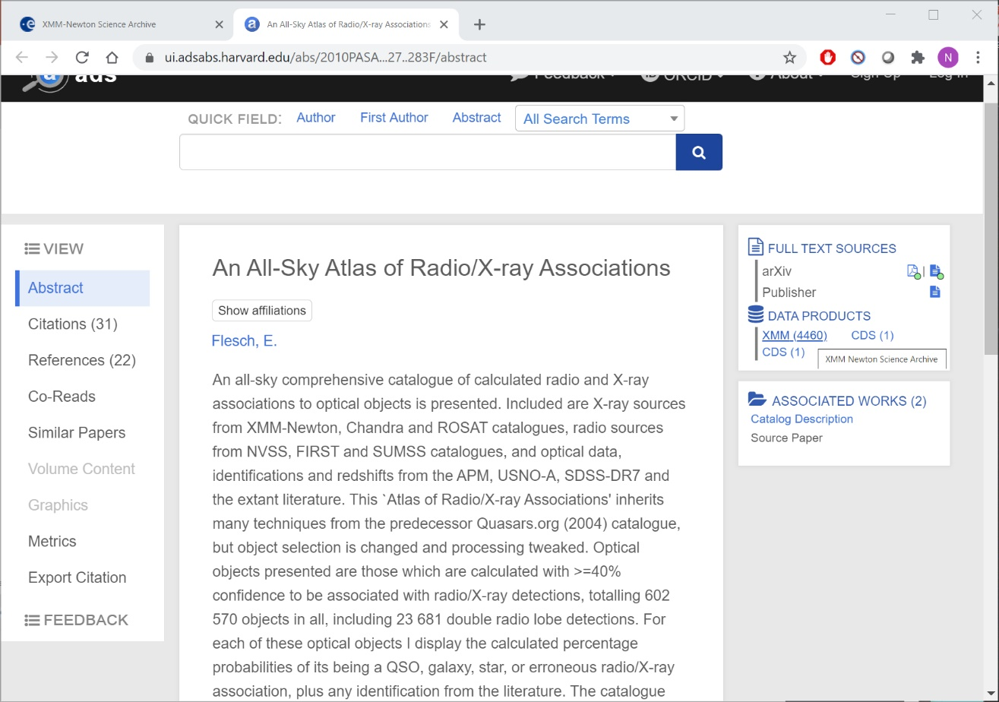 XMM-Newton Science Archive
An All-Sky Atlas of Radio/X-ray Associations
ui.adsabs.harvard.edu/abs/2010PASA...27..283F/abstract
N
a ads
Feedback ORCID About Sign Up Log In
QUICK FIELD: Author First Author Abstract All Search Terms
VIEW
Abstract
Citations (31)
References (22)
Co-Reads
Similar Papers
Volume Content
Graphics
Metrics
Export Citation
FEEDBACK
An All-Sky Atlas of Radio/X-ray Associations
Show affiliations
Flesch, E.
An all-sky comprehensive catalogue of calculated radio and X-ray
associations to optical objects is presented. Included are X-ray sources
from XMM-Newton, Chandra and ROSAT catalogues, radio sources
from NVSS, FIRST and SUMSS catalogues, and optical data,
identifications and redshifts from the APM, USNO-A, SDSS-DR7 and
the extant literature. This `Atlas of Radio/X-ray Associations' inherits
many techniques from the predecessor Quasars.org (2004) catalogue,
but object selection is changed and processing tweaked. Optical
objects presented are those which are calculated with >=40%
confidence to be associated with radio/X-ray detections, totalling 602
570 objects in all, including 23 681 double radio lobe detections. For
each of these optical objects I display the calculated percentage
probabilities of its being a QSO, galaxy, star, or erroneous radio/X-ray
association, plus any identification from the literature. The catalogue
FULL TEXT SOURCES
arXiv |
Publisher
DATA PRODUCTS
XMM (4460) CDS (1)
CDS (1)
XMM Newton Science Archive
ASSOCIATED WORKS (2)
Catalog Description
Source Paper